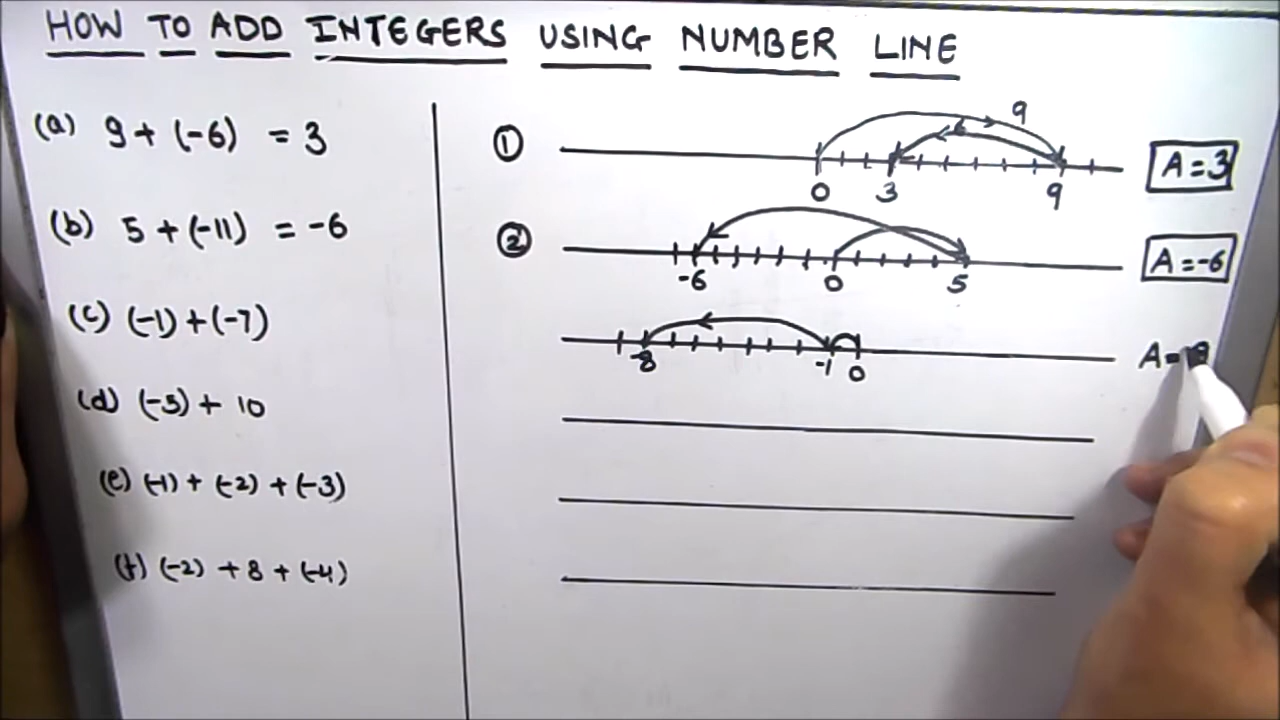 HOW TO ADD INTEGERS USING NUMBER LINE
(a) 9 + (-6) = 3
(b) 5 + (-11) = -6
(c) (-1) + (-7)
(d) (-5) + 10
(e) (-1) + (-2) + (-3)
(f) (-2) + 8 + (-4)
① 9 6
0 3 9
A = 3
②
-6 0 5
A = -6
-8 -1 0
A =